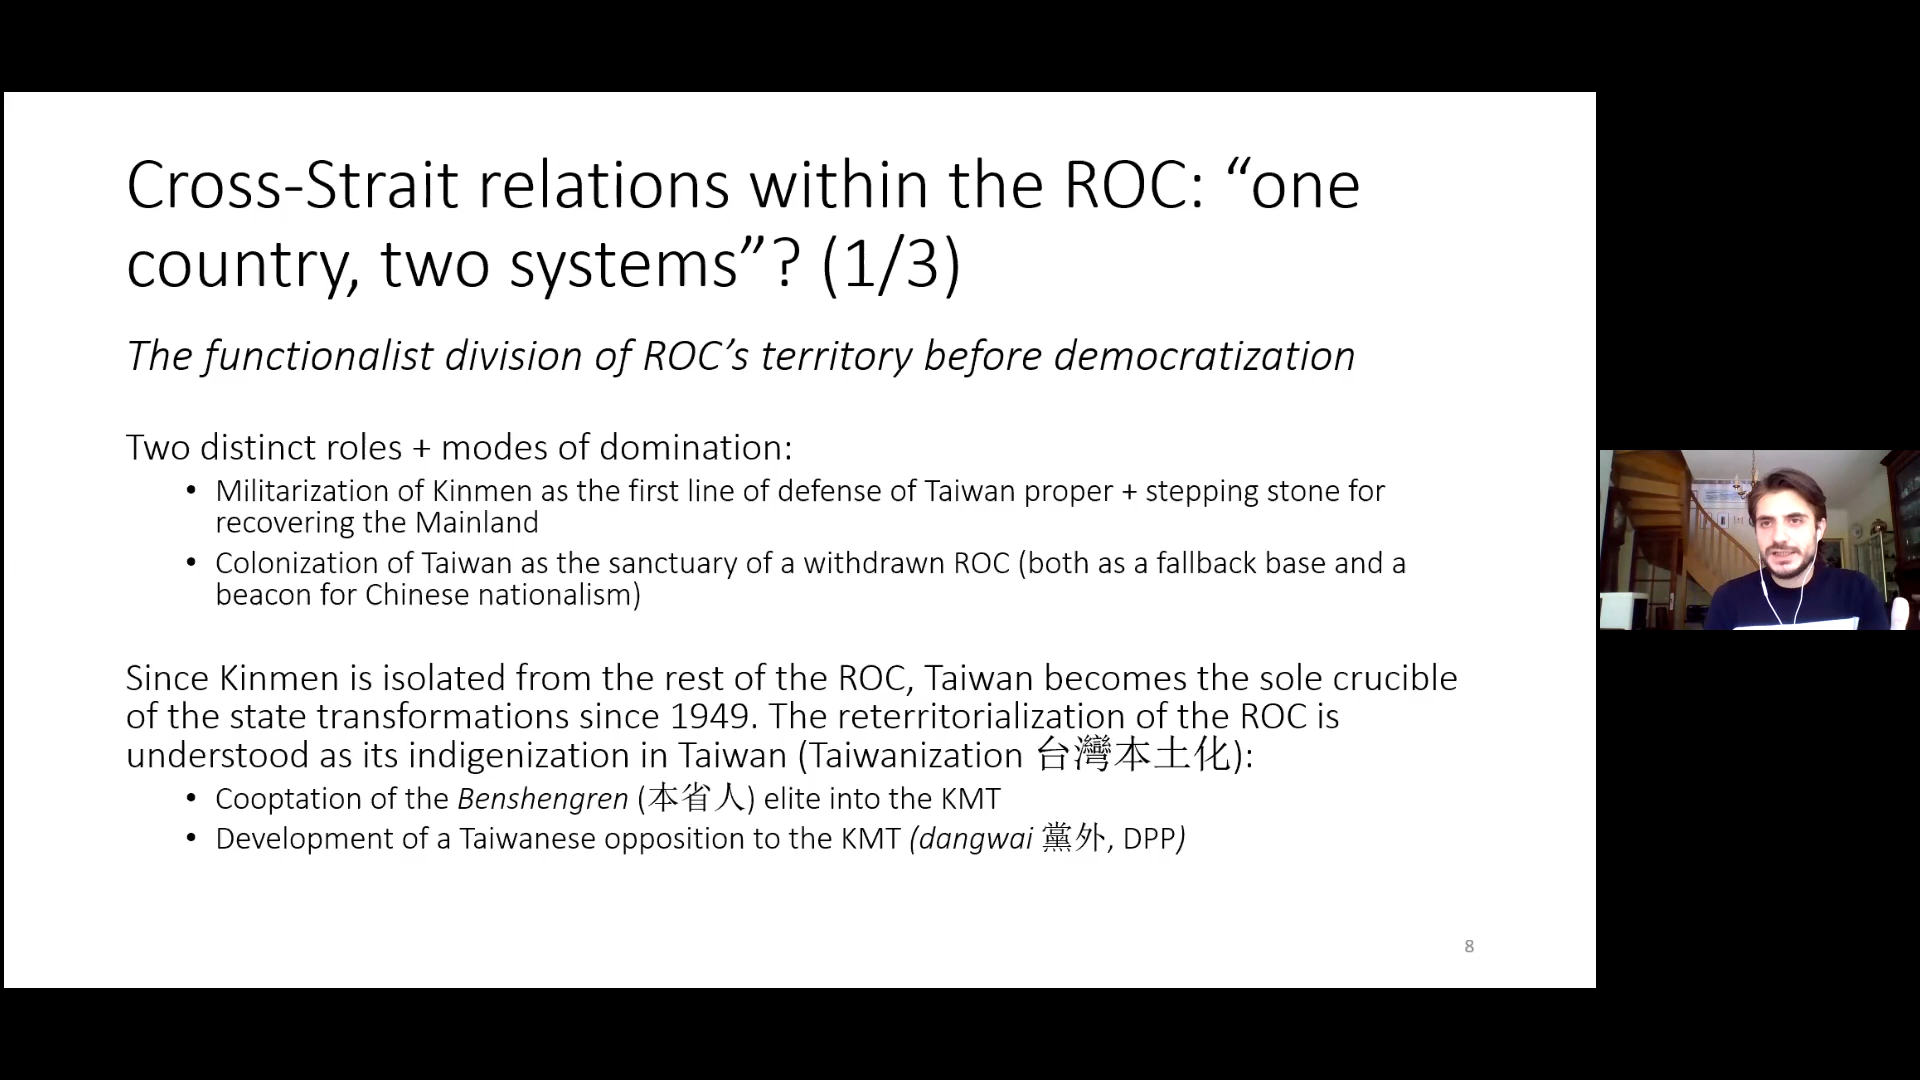 Cross-Strait relations within the ROC: “one
country, two systems”? (1/3)
The functionalist division of ROC’s territory before democratization
Two distinct roles + modes of domination:
• Militarization of Kinmen as the first line of defense of Taiwan proper + stepping stone for
recovering the Mainland
• Colonization of Taiwan as the sanctuary of a withdrawn ROC (both as a fallback base and a
beacon for Chinese nationalism)
Since Kinmen is isolated from the rest of the ROC, Taiwan becomes the sole crucible
of the state transformations since 1949. The reterritorialization of the ROC is
understood as its indigenization in Taiwan (Taiwanization 台灣本土化):
• Cooptation of the Benshengren (本省人) elite into the KMT
• Development of a Taiwanese opposition to the KMT (dangwai 黨外, DPP)
8